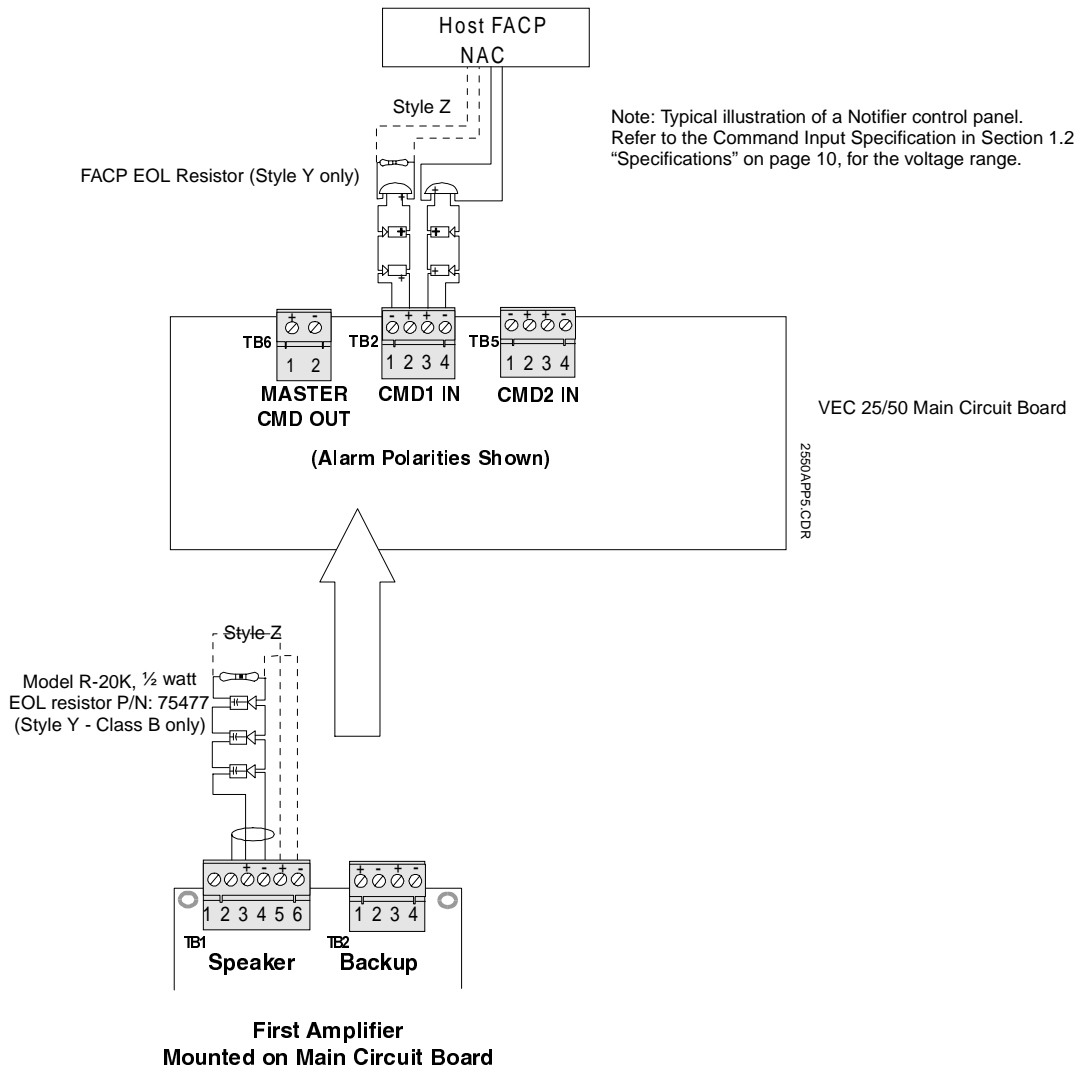 Host FACP
NAC
Style Z
Note: Typical illustration of a Notifier control panel.
Refer to the Command Input Specification in Section 1.2
“Specifications” on page 10, for the voltage range.
FACP EOL Resistor (Style Y only)
+ +
+ +
+ +
+ - - + + - - + + -
TB6 TB2 TB5
1 2 1 2 3 4 1 2 3 4
MASTER
CMD OUT
CMD1 IN
CMD2 IN
VEC 25/50 Main Circuit Board
(Alarm Polarities Shown)
2550APP5.CDR
Style Z
Model R-20K, ½ watt
EOL resistor P/N: 75477
(Style Y - Class B only)
+ - + - + - + -
1 2 3 4 5 6 1 2 3 4
TB1 TB2
Speaker Backup
First Amplifier
Mounted on Main Circuit Board